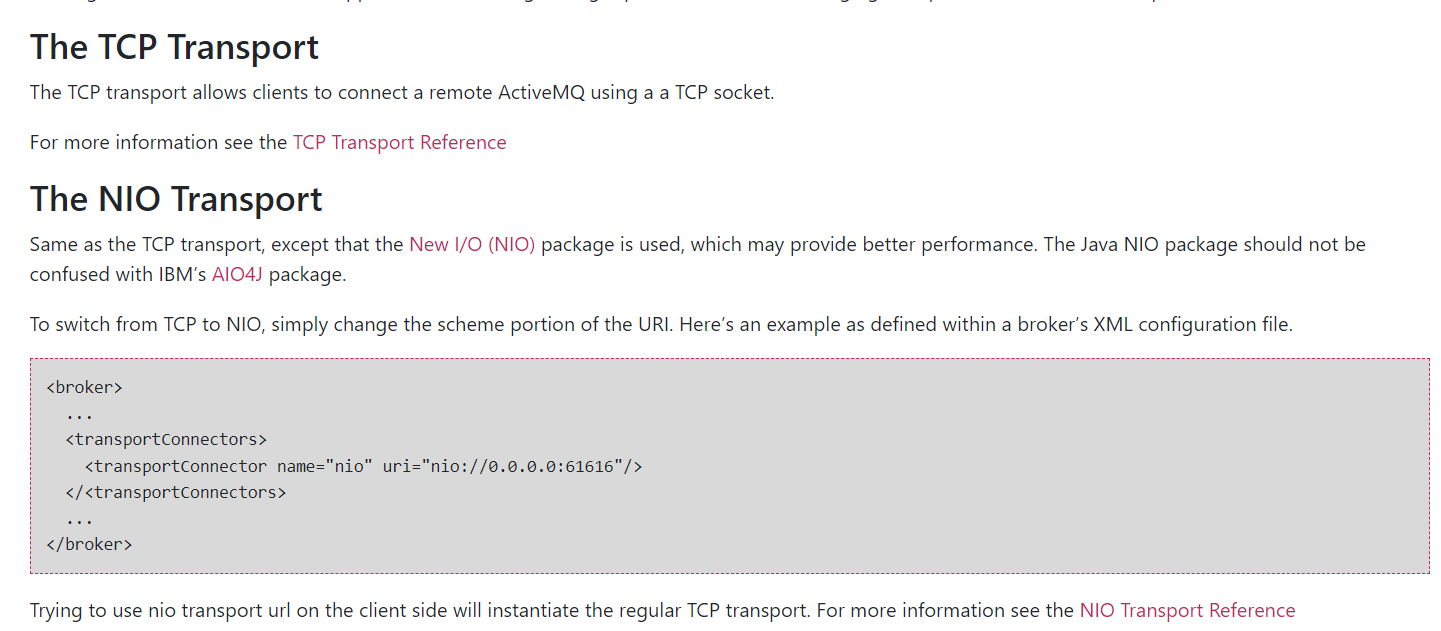 The TCP Transport
The TCP transport allows clients to connect a remote ActiveMQ using a a TCP socket.
For more information see the TCP Transport Reference
The NIO Transport
Same as the TCP transport, except that the New I/O (NIO) package is used, which may provide better performance. The Java NIO package should not be
confused with IBM’s AIO4J package.
To switch from TCP to NIO, simply change the scheme portion of the URI. Here’s an example as defined within a broker’s XML configuration file.
<broker>
  ...
  <transportConnectors>
    <transportConnector name="nio" uri="nio://0.0.0.0:61616"/>
  </<transportConnectors>
  ...
</broker>
Trying to use nio transport url on the client side will instantiate the regular TCP transport. For more information see the NIO Transport Reference